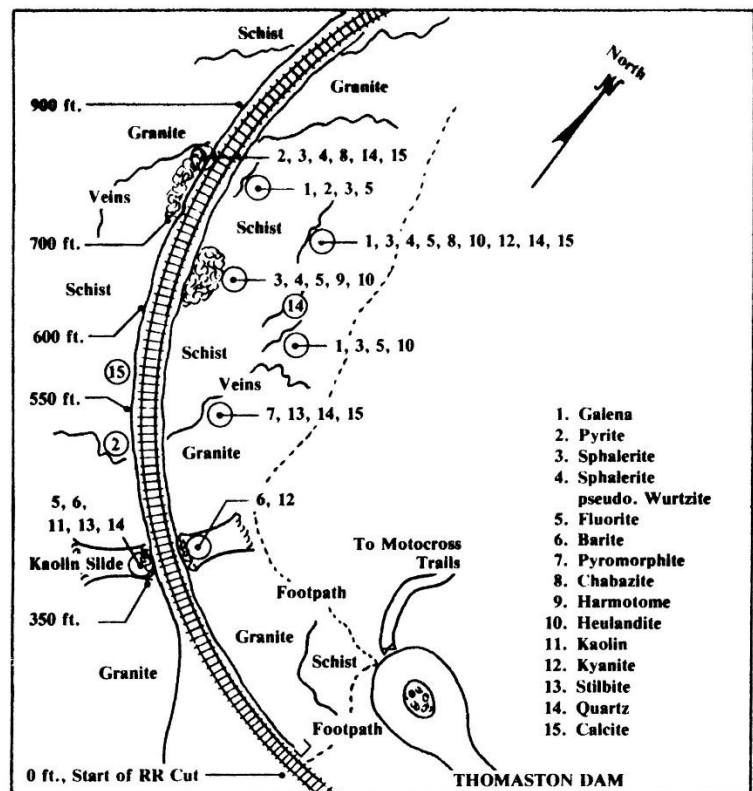 Schist
North
900 ft.
Granite
Granite
2, 3, 4, 8, 14, 15
Veins
1, 2, 3, 5
Schist
700 ft.
1, 3, 4, 5, 8, 10, 12, 14, 15
Schist
3, 4, 5, 9, 10
14
600 ft.
1, 3, 5, 10
Schist
15
Veins
550 ft.
7, 13, 14, 15
2
Granite
5, 6,
11, 13, 14
6, 12
Kaolin Slide
350 ft.
To Motocross
Trails
Footpath
Granite
Granite
Schist
Footpath
0 ft., Start of RR Cut
THOMASTON DAM
1. Galena
2. Pyrite
3. Sphalerite
4. Sphalerite
pseudo. Wurtzite
5. Fluorite
6. Barite
7. Pyromorphite
8. Chabazite
9. Harmotome
10. Heulandite
11. Kaolin
12. Kyanite
13. Stilbite
14. Quartz
15. Calcite